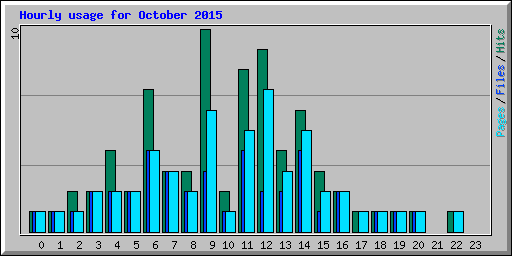 Hourly usage for October 2015
10
Pages/Files/Hits
0 1 2 3 4 5 6 7 8 9 10 11 12 13 14 15 16 17 18 19 20 21 22 23